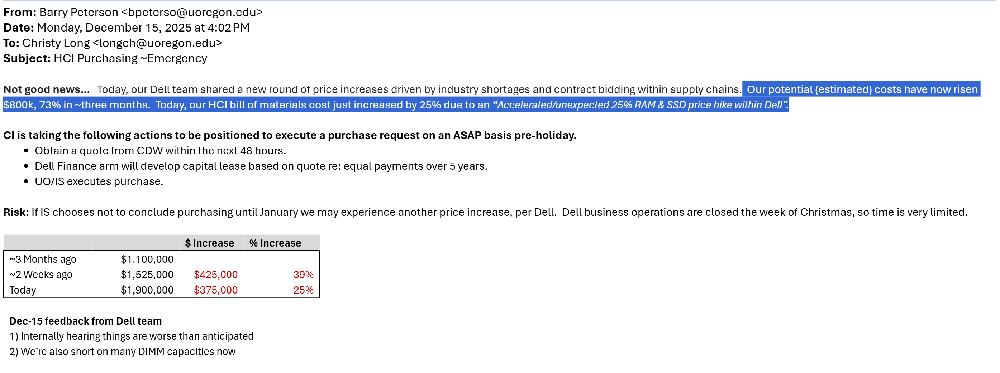 From: Barry Peterson <bpeterso@uoregon.edu>
Date: Monday, December 15, 2025 at 4:02 PM
To: Christy Long <longch@uoregon.edu>
Subject: HCI Purchasing ~Emergency
Not good news... Today, our Dell team shared a new round of price increases driven by industry shortages and contract bidding within supply chains. Our potential (estimated) costs have now risen
$800k, 73% in ~three months. Today, our HCI bill of materials cost just increased by 25% due to an “Accelerated/unexpected 25% RAM & SSD price hike within Dell”.
CI is taking the following actions to be positioned to execute a purchase request on an ASAP basis pre-holiday.
• Obtain a quote from CDW within the next 48 hours.
• Dell Finance arm will develop capital lease based on quote re: equal payments over 5 years.
• UO/IS executes purchase.
Risk: If IS chooses not to conclude purchasing until January we may experience another price increase, per Dell. Dell business operations are closed the week of Christmas, so time is very limited.
$ Increase % Increase
~3 Months ago $1.100,000
~2 Weeks ago $1,525,000 $425,000 39%
Today $1,900,000 $375,000 25%
Dec-15 feedback from Dell team
1) Internally hearing things are worse than anticipated
2) We’re also short on many DIMM capacities now